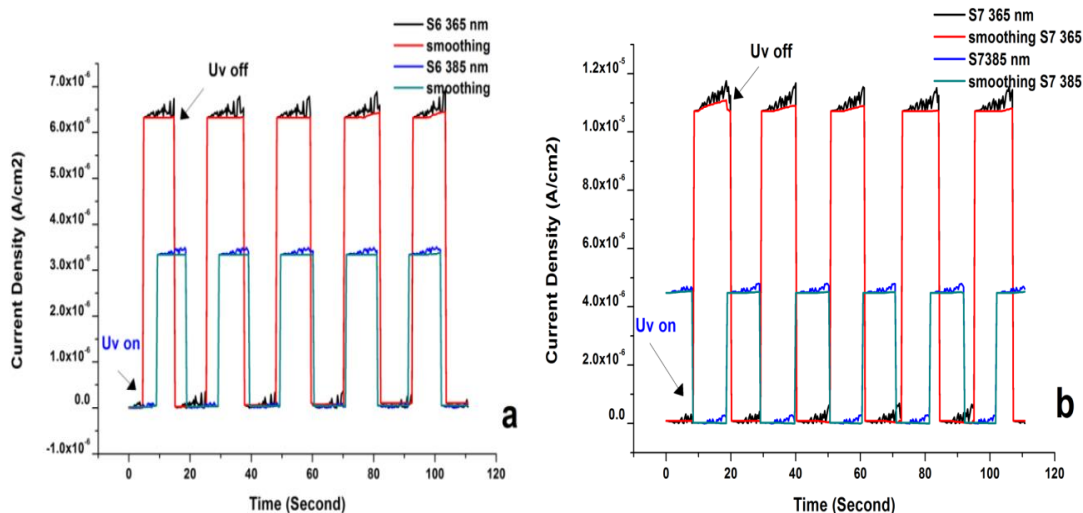 S6 365 nm
smoothing
S6 385 nm
smoothing
7.0x10⁻⁶
6.0x10⁻⁶
5.0x10⁻⁶
4.0x10⁻⁶
3.0x10⁻⁶
2.0x10⁻⁶
1.0x10⁻⁶
0.0
-1.0x10⁻⁶
Current Density (A/cm2)
Uv off
Uv on
a
0 20 40 60 80 100 120
Time (Second)
S7 365 nm
smoothing S7 365
S7385 nm
smoothing S7 385
1.2x10⁻⁵
1.0x10⁻⁵
8.0x10⁻⁶
6.0x10⁻⁶
4.0x10⁻⁶
2.0x10⁻⁶
0.0
Current Density (A/cm2)
Uv off
Uv on
b
0 20 40 60 80 100 120
Time (Second)